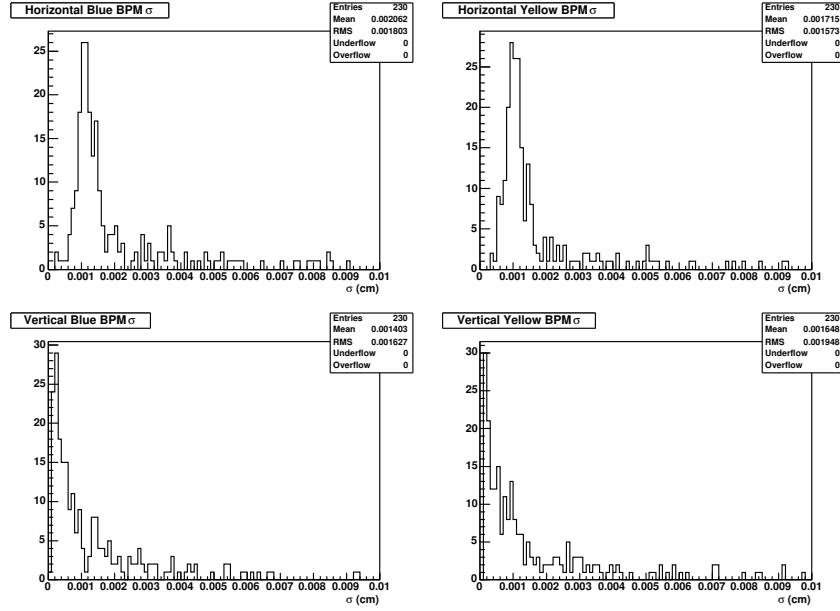 Horizontal Blue BPM σ
Entries 230
Mean 0.002062
RMS 0.001803
Underflow 0
Overflow 0
25
20
15
10
5
0
0 0.001 0.002 0.003 0.004 0.005 0.006 0.007 0.008 0.009 0.01
σ (cm)
Horizontal Yellow BPM σ
Entries 230
Mean 0.001715
RMS 0.001573
Underflow 0
Overflow 0
25
20
15
10
5
0
0 0.001 0.002 0.003 0.004 0.005 0.006 0.007 0.008 0.009 0.01
σ (cm)
Vertical Blue BPM σ
Entries 230
Mean 0.001403
RMS 0.001627
Underflow 0
Overflow 0
30
25
20
15
10
5
0
0 0.001 0.002 0.003 0.004 0.005 0.006 0.007 0.008 0.009 0.01
σ (cm)
Vertical Yellow BPM σ
Entries 230
Mean 0.001648
RMS 0.001948
Underflow 0
Overflow 0
30
25
20
15
10
5
0
0 0.001 0.002 0.003 0.004 0.005 0.006 0.007 0.008 0.009 0.01
σ (cm)